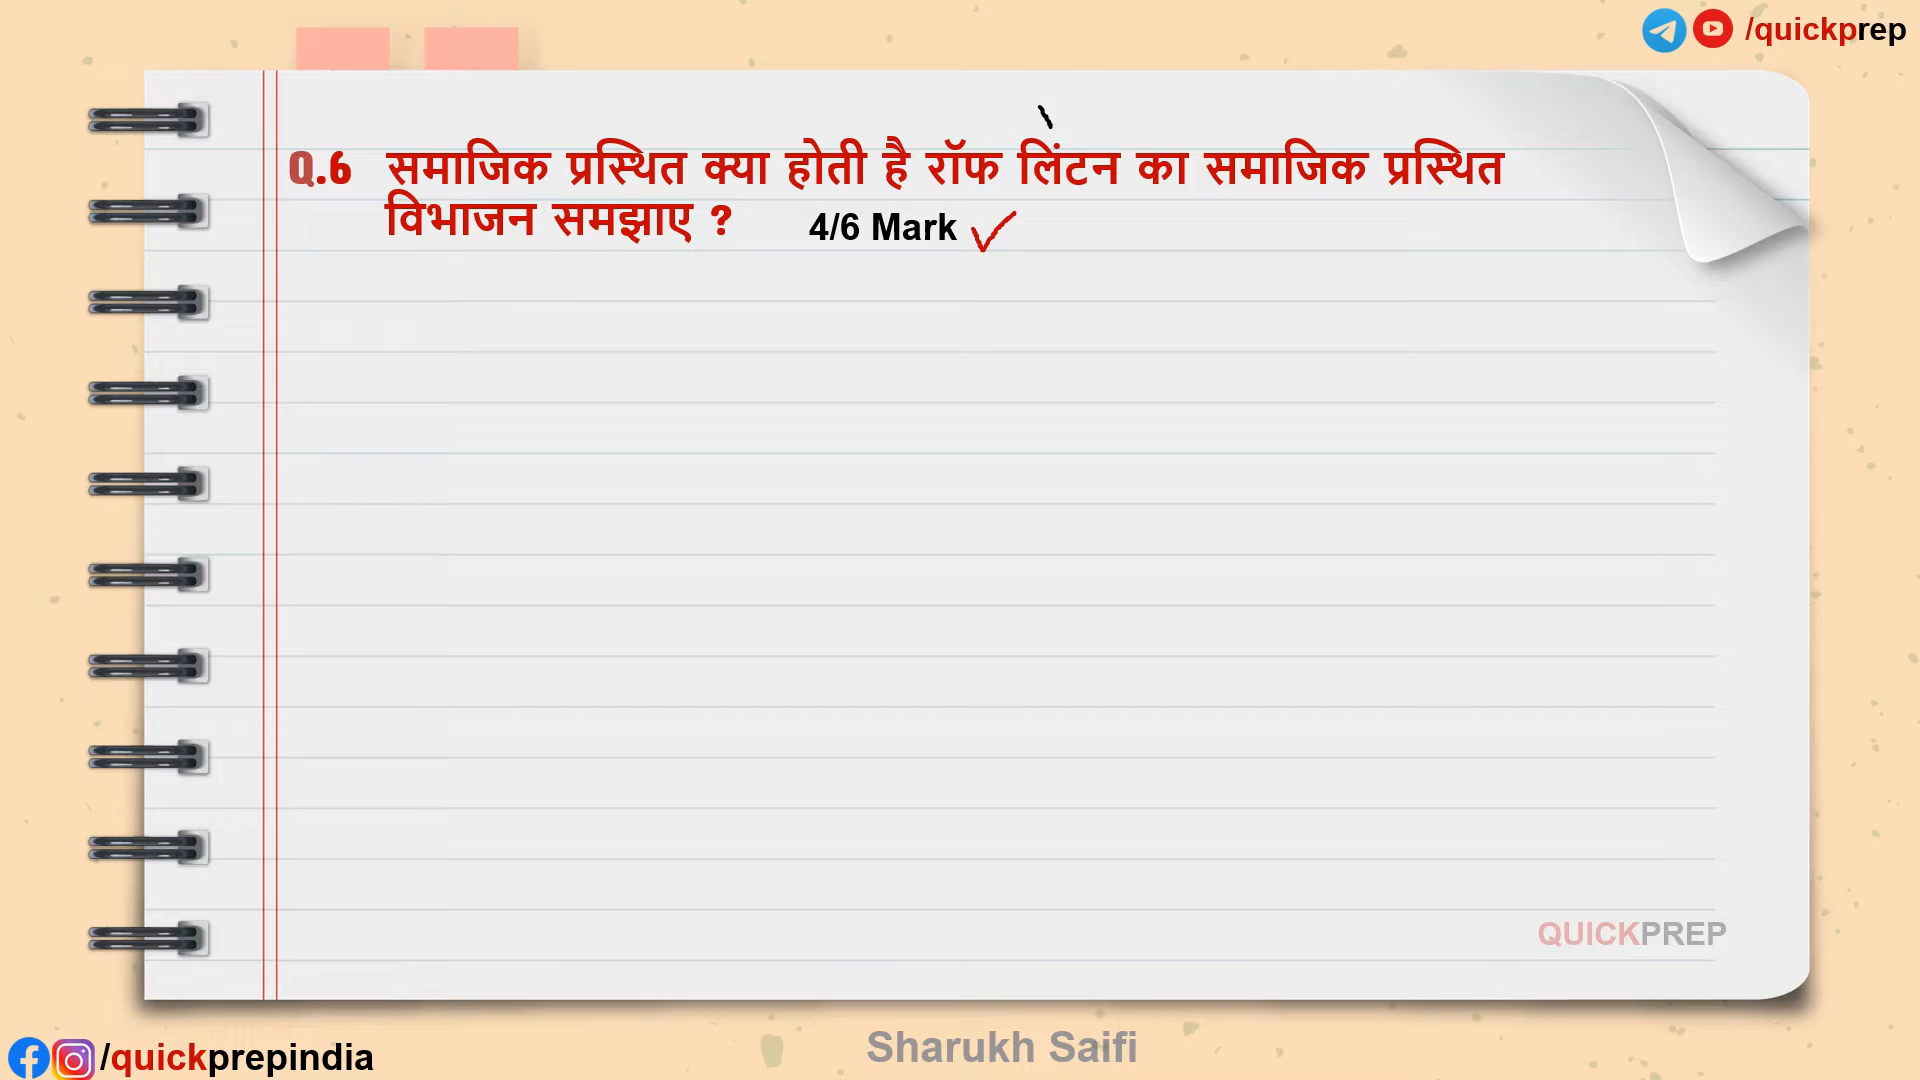 /quickprep
Q.6 समाजिक प्रस्थित क्या होती है रॉफ लिंटन का समाजिक प्रस्थित
विभाजन समझाए ? 4/6 Mark
QUICKPREP
Sharukh Saifi
/quickprepindia